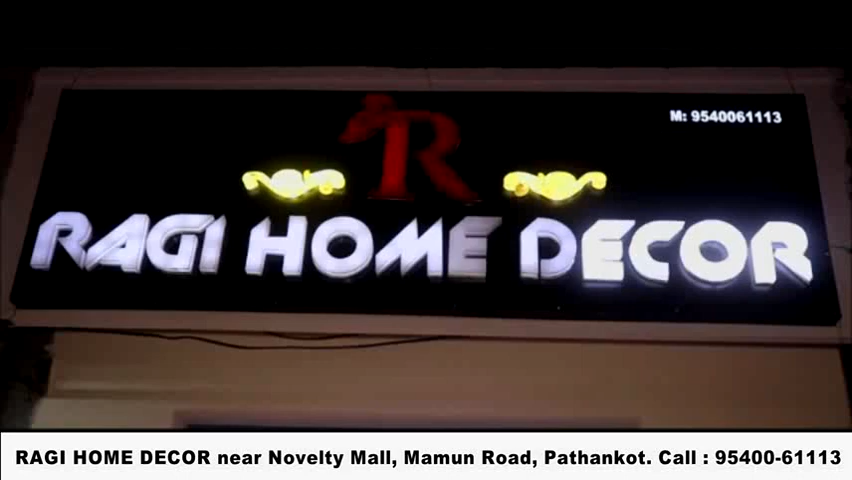 R
M: 9540061113
RAGI HOME DECOR
RAGI HOME DECOR near Novelty Mall, Mamun Road, Pathankot. Call : 95400-61113